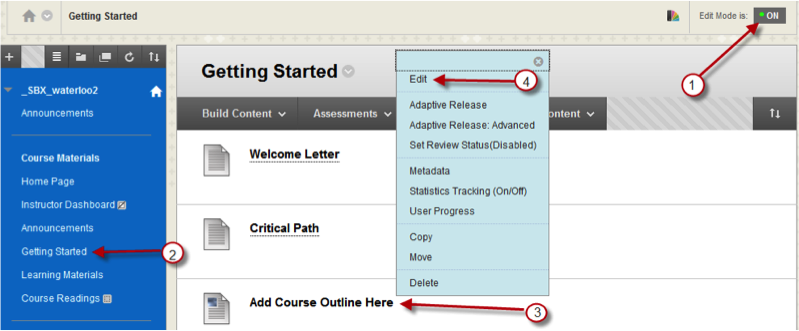 Getting Started
Edit Mode is: ON
1
Getting Started
Edit
4
_SBX_waterloo2
Announcements
Adaptive Release
Build Content
Assessments
ontent
Adaptive Release: Advanced
Set Review Status(Disabled)
Course Materials
Welcome Letter
Metadata
Home Page
Statistics Tracking (On/Off)
Instructor Dashboard
User Progress
Announcements
Critical Path
Copy
Getting Started
2
Move
Learning Materials
Delete
Course Readings
Add Course Outline Here
3